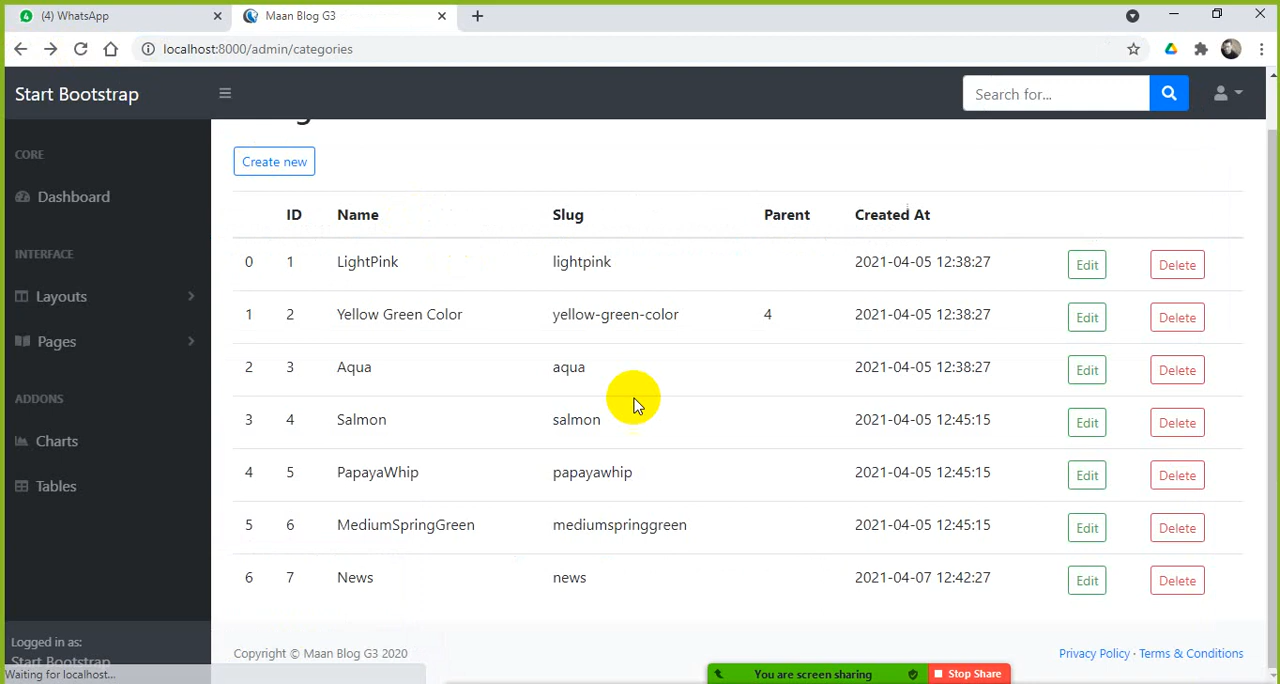 (4) WhatsApp
Maan Blog G3
localhost:8000/admin/categories
Start Bootstrap
Search for...
CORE
Dashboard
INTERFACE
Layouts
Pages
ADDONS
Charts
Tables
Logged in as:
Start Bootstrap
Waiting for localhost...
Create new
ID Name Slug Parent Created At
0 1 LightPink lightpink 2021-04-05 12:38:27 Edit Delete
1 2 Yellow Green Color yellow-green-color 4 2021-04-05 12:38:27 Edit Delete
2 3 Aqua aqua 2021-04-05 12:38:27 Edit Delete
3 4 Salmon salmon 2021-04-05 12:45:15 Edit Delete
4 5 PapayaWhip papayawhip 2021-04-05 12:45:15 Edit Delete
5 6 MediumSpringGreen mediumspringgreen 2021-04-05 12:45:15 Edit Delete
6 7 News news 2021-04-07 12:42:27 Edit Delete
Copyright © Maan Blog G3 2020
Privacy Policy · Terms & Conditions
You are screen sharing
Stop Share